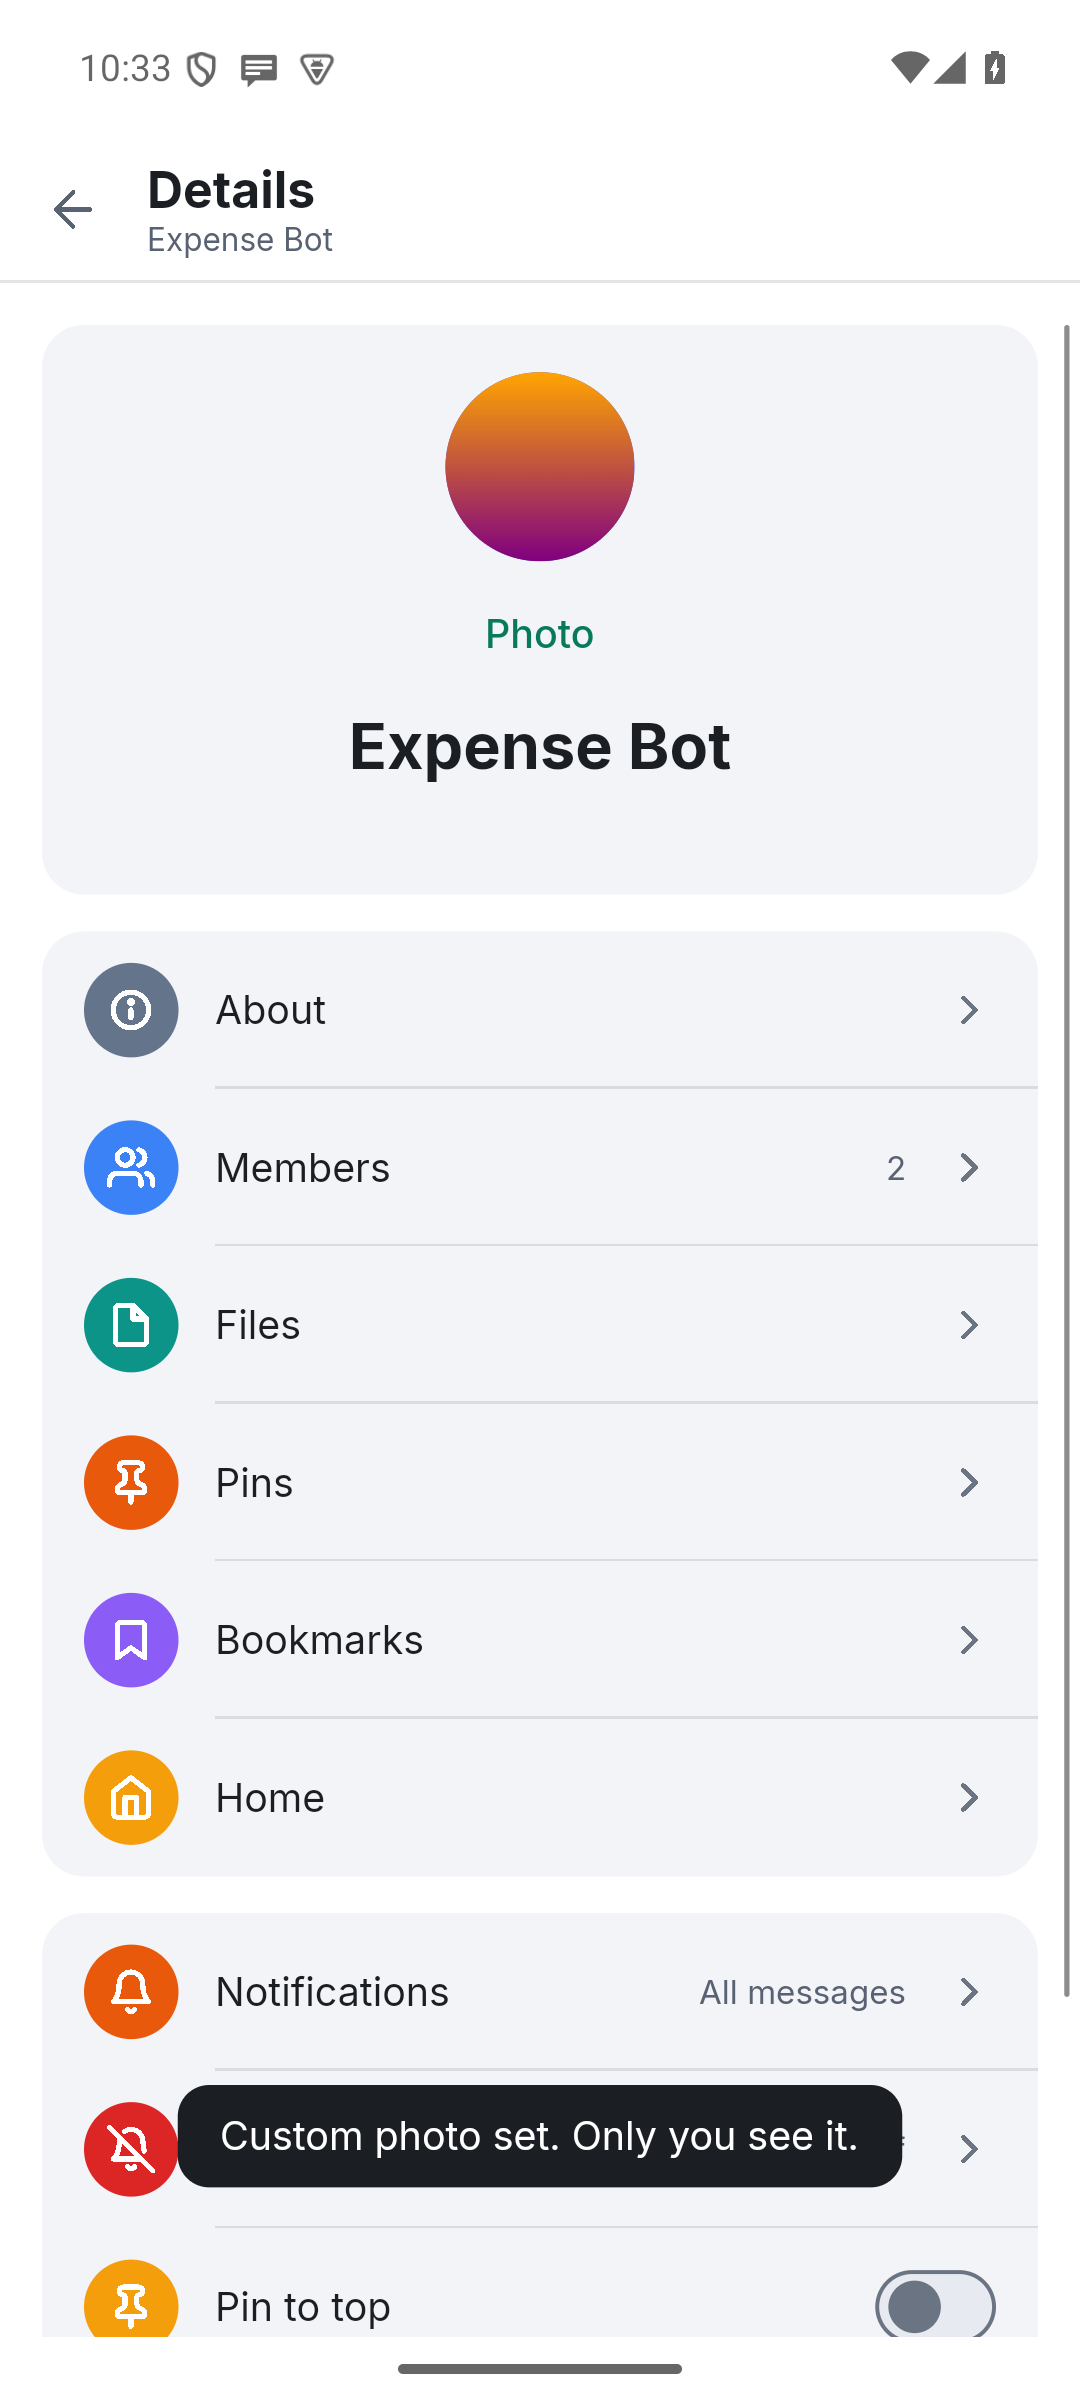 10:33
Details
Expense Bot
Photo
Expense Bot
About
Members
2
Files
Pins
Bookmarks
Home
Notifications
All messages
Custom photo set. Only you see it.
Pin to top